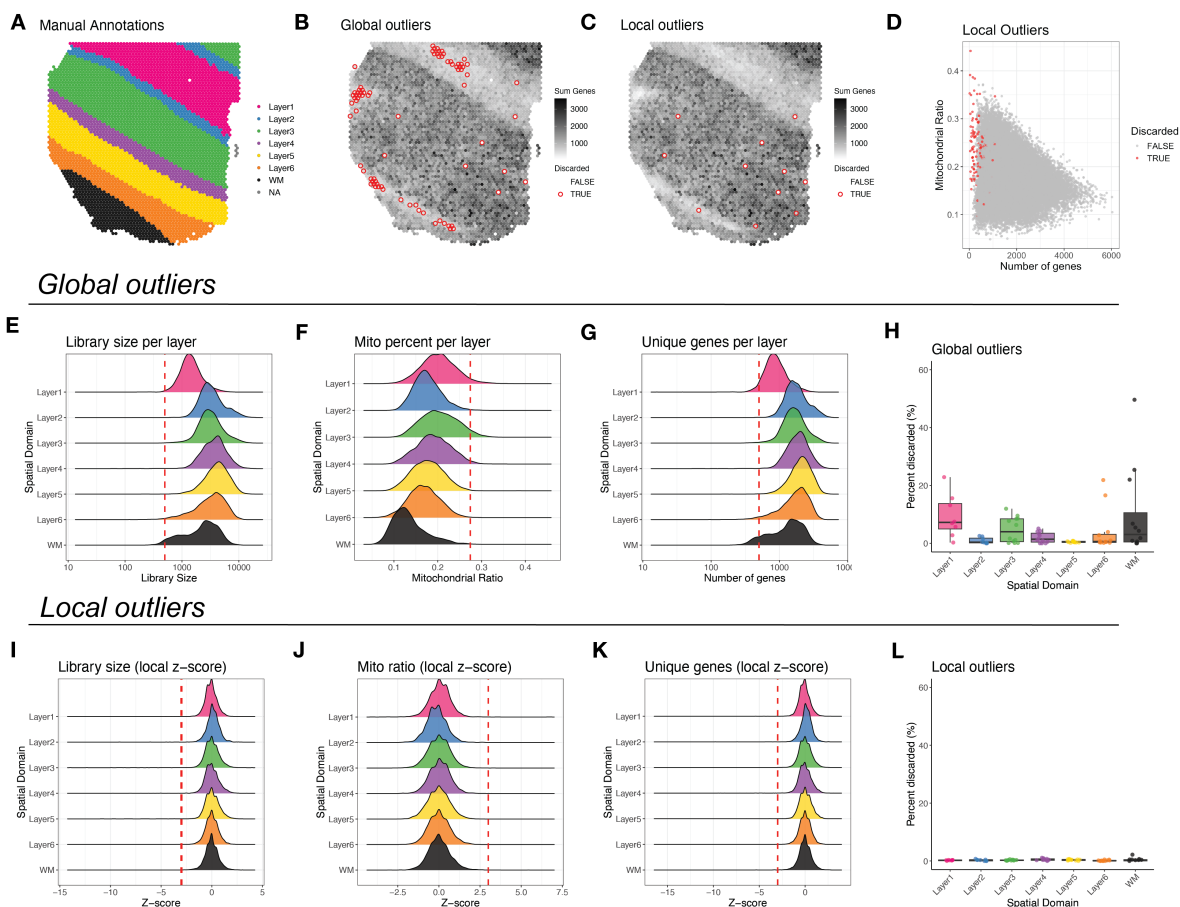 A Manual Annotations
Layer1
Layer2
Layer3
Layer4
Layer5
Layer6
WM
NA
B Global outliers
Sum Genes
3000
2000
1000
Discarded
FALSE
TRUE
C Local outliers
Sum Genes
3000
2000
1000
Discarded
FALSE
TRUE
D Local Outliers
Mitochondrial Ratio
0.4
0.3
0.2
0.1
0 2000 4000 6000
Number of genes
Discarded
FALSE
TRUE
Global outliers
E Library size per layer
Spatial Domain
Layer1
Layer2
Layer3
Layer4
Layer5
Layer6
WM
10 100 1000 10000
Library Size
F Mito percent per layer
Spatial Domain
Layer1
Layer2
Layer3
Layer4
Layer5
Layer6
WM
0.1 0.2 0.3 0.4
Mitochondrial Ratio
G Unique genes per layer
Spatial Domain
Layer1
Layer2
Layer3
Layer4
Layer5
Layer6
WM
10 100 1000 1000
Number of genes
H Global outliers
Percent discarded (%)
60
40
20
0
Layer1 Layer2 Layer3 Layer4 Layer5 Layer6 WM
Spatial Domain
Local outliers
I Library size (local z−score)
Spatial Domain
Layer1
Layer2
Layer3
Layer4
Layer5
Layer6
WM
−15 −10 −5 0 5
Z−score
J Mito ratio (local z−score)
Spatial Domain
Layer1
Layer2
Layer3
Layer4
Layer5
Layer6
WM
−2.5 0.0 2.5 5.0 7.5
Z−score
K Unique genes (local z−score)
Spatial Domain
Layer1
Layer2
Layer3
Layer4
Layer5
Layer6
WM
−15 −10 −5 0
Z−score
L Local outliers
Percent discarded (%)
60
40
20
0
Layer1 Layer2 Layer3 Layer4 Layer5 Layer6 WM
Spatial Domain